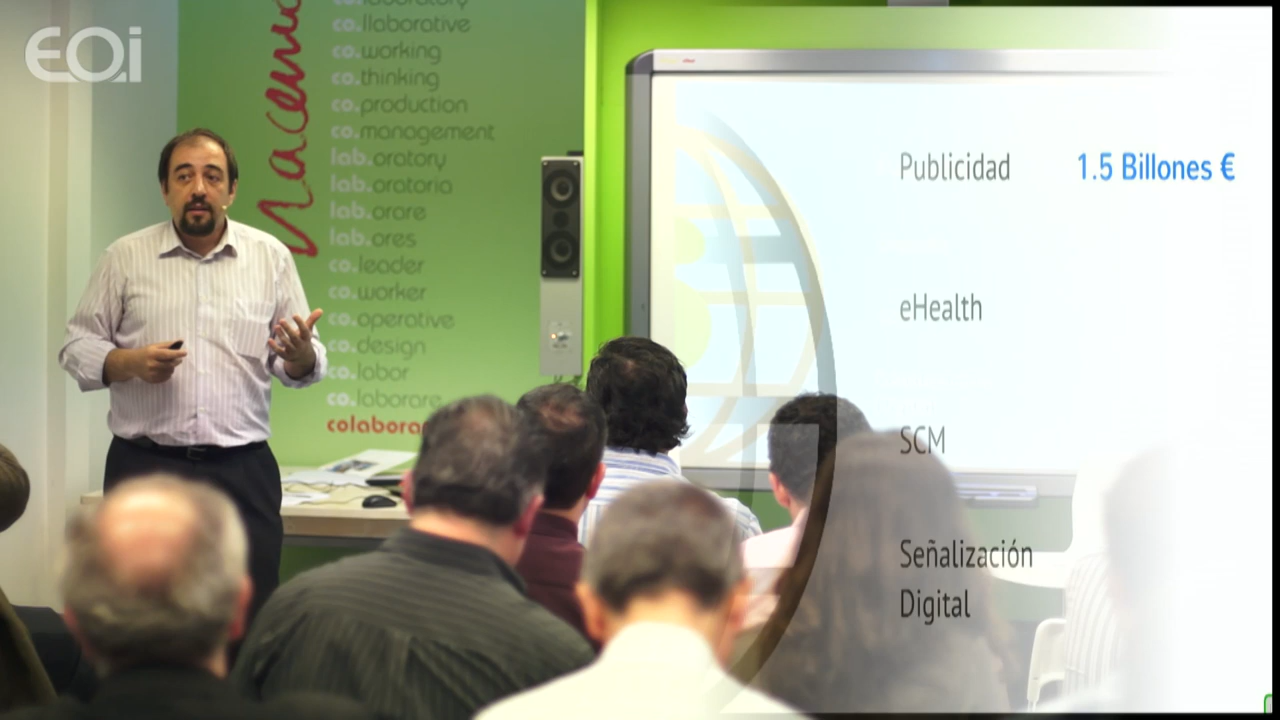 EOi
Nacemos
co.llaborative
co.working
co.thinking
co.production
co.management
lab.oratory
lab.oratoria
lab.orare
lab.ores
co.leader
co.worker
co.operative
co.design
co.labor
co.laborare
Publicidad 1.5 Billones €
eHealth
SCM
Señalización
Digital